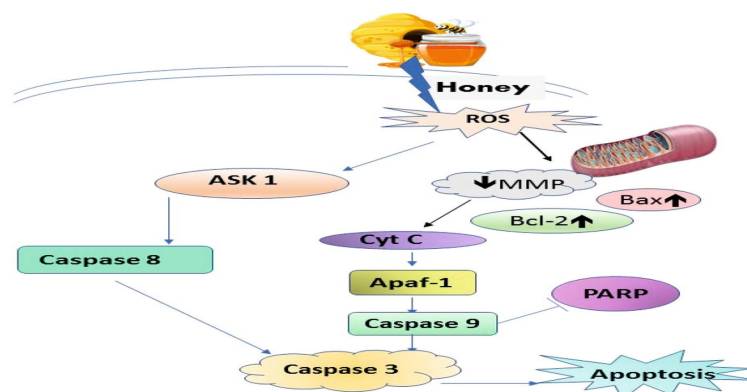 Honey
ROS
ASK 1
⬇MMP
Bax⬆
Bcl-2⬆
Cyt C
Caspase 8
Apaf-1
PARP
Caspase 9
Caspase 3
Apoptosis